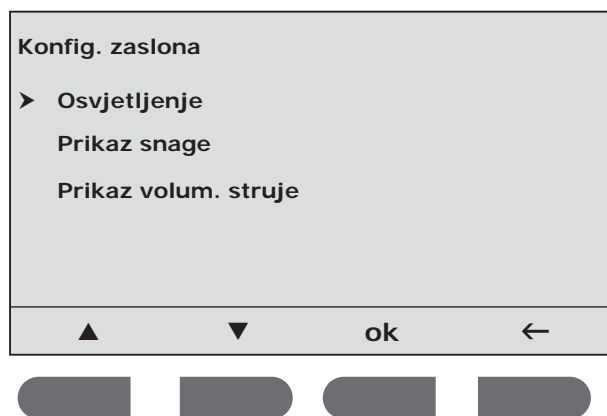 Konfig. zaslona
➤ Osvjetljenje
Prikaz snage
Prikaz volum. struje
▲ ▼ ok ←